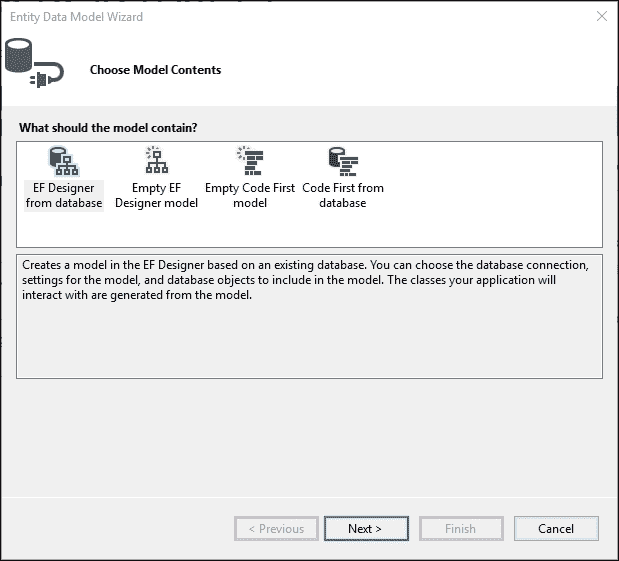 Entity Data Model Wizard
Choose Model Contents
What should the model contain?
EF Designer
from database
Empty EF
Designer model
Empty Code First
model
Code First from
database
Creates a model in the EF Designer based on an existing database. You can choose the database connection,
settings for the model, and database objects to include in the model. The classes your application will
interact with are generated from the model.
< Previous
Next >
Finish
Cancel